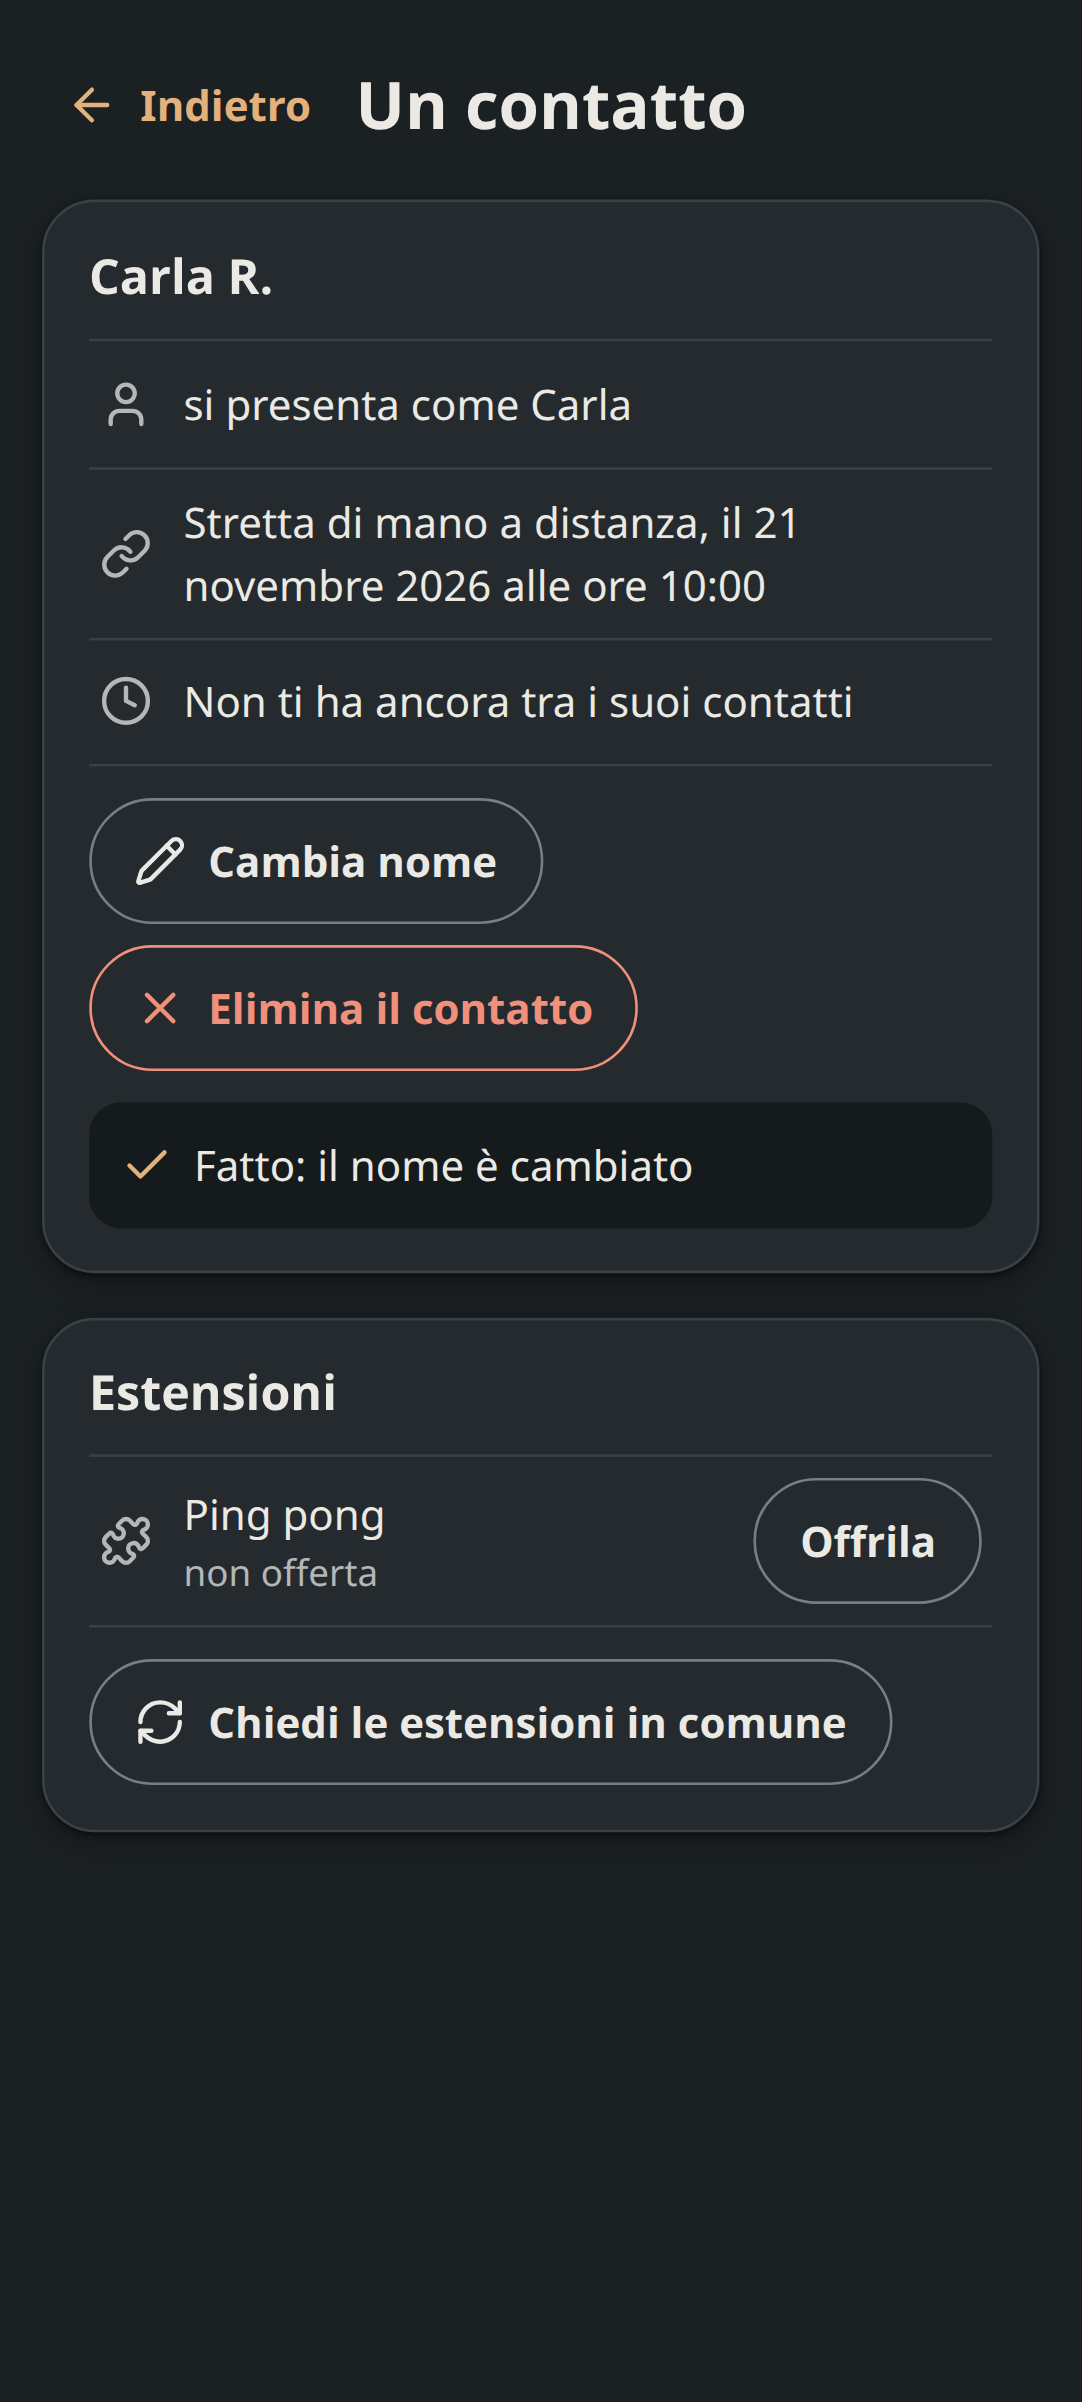 Indietro
Un contatto
Carla R.
si presenta come Carla
Stretta di mano a distanza, il 21
novembre 2026 alle ore 10:00
Non ti ha ancora tra i suoi contatti
Cambia nome
Elimina il contatto
Fatto: il nome è cambiato
Estensioni
Ping pong
non offerta
Offrila
Chiedi le estensioni in comune